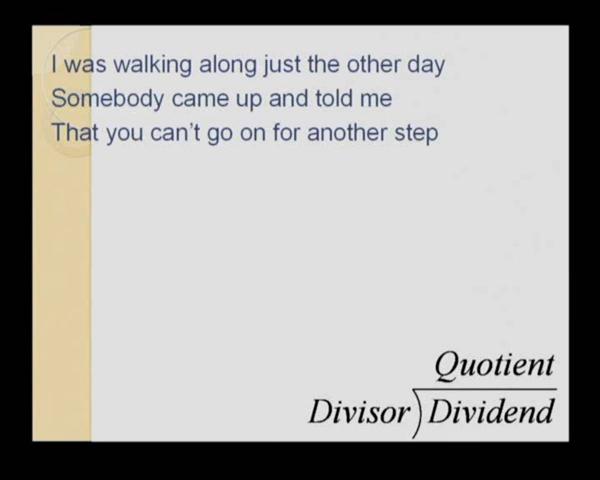 I was walking along just the other day
Somebody came up and told me
That you can't go on for another step
Quotient
Divisor Dividend